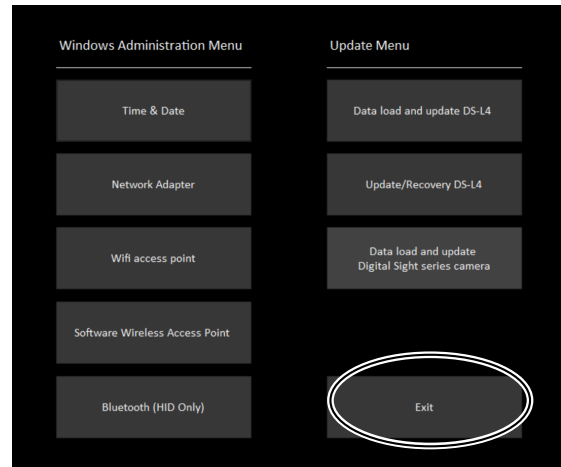 Windows Administration Menu
Time & Date
Network Adapter
Wifi access point
Software Wireless Access Point
Bluetooth (HID Only)
Update Menu
Data load and update DS-L4
Update/Recovery DS-L4
Data load and update
Digital Sight series camera
Exit